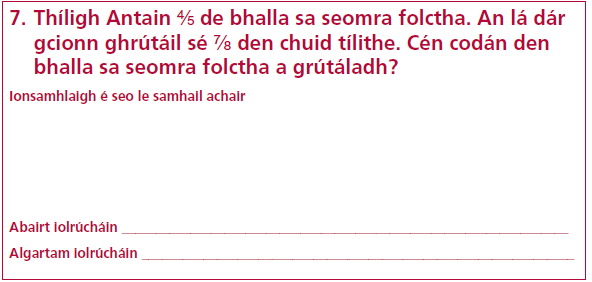 7. Thíligh Antain ⅘ de bhalla sa seomra folctha. An lá dár
gcionn ghrútáil sé ⅞ den chuid tílithe. Cén codán den
bhalla sa seomra folctha a grútáladh?
Ionsamhlaigh é seo le samhail achair
Abairt iolrúcháin
Algartam iolrúcháin